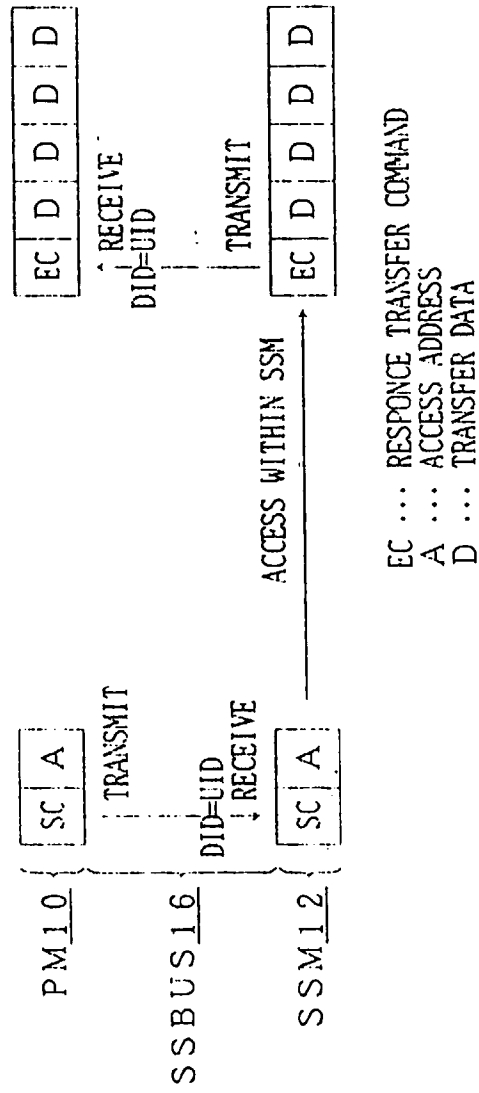 PM10 SC A EC D D D D
TRANSMIT RECEIVE
DID=UID
SSBUS16
DID=UID
RECEIVE TRANSMIT
SSM12 SC A ACCESS WITHIN SSM EC D D D D
EC ... RESPONCE TRANSFER COMMAND
A ... ACCESS ADDRESS
D ... TRANSFER DATA